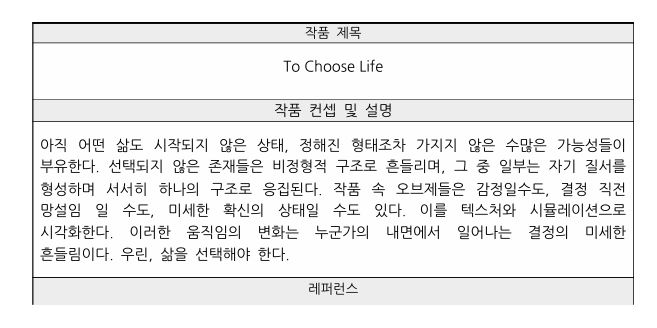 작품 제목
To Choose Life
작품 컨셉 및 설명
아직 어떤 삶도 시작되지 않은 상태, 정해진 형태조차 가지지 않은 수많은 가능성들이
부유한다. 선택되지 않은 존재들은 비정형적 구조로 흔들리며, 그 중 일부는 자기 질서를
형성하며 서서히 하나의 구조로 응집된다. 작품 속 오브제들은 감정일수도, 결정 직전
망설임 일 수도, 미세한 확신의 상태일 수도 있다. 이를 텍스처와 시뮬레이션으로
시각화한다. 이러한 움직임의 변화는 누군가의 내면에서 일어나는 결정의 미세한
흔들림이다. 우린, 삶을 선택해야 한다.
레퍼런스